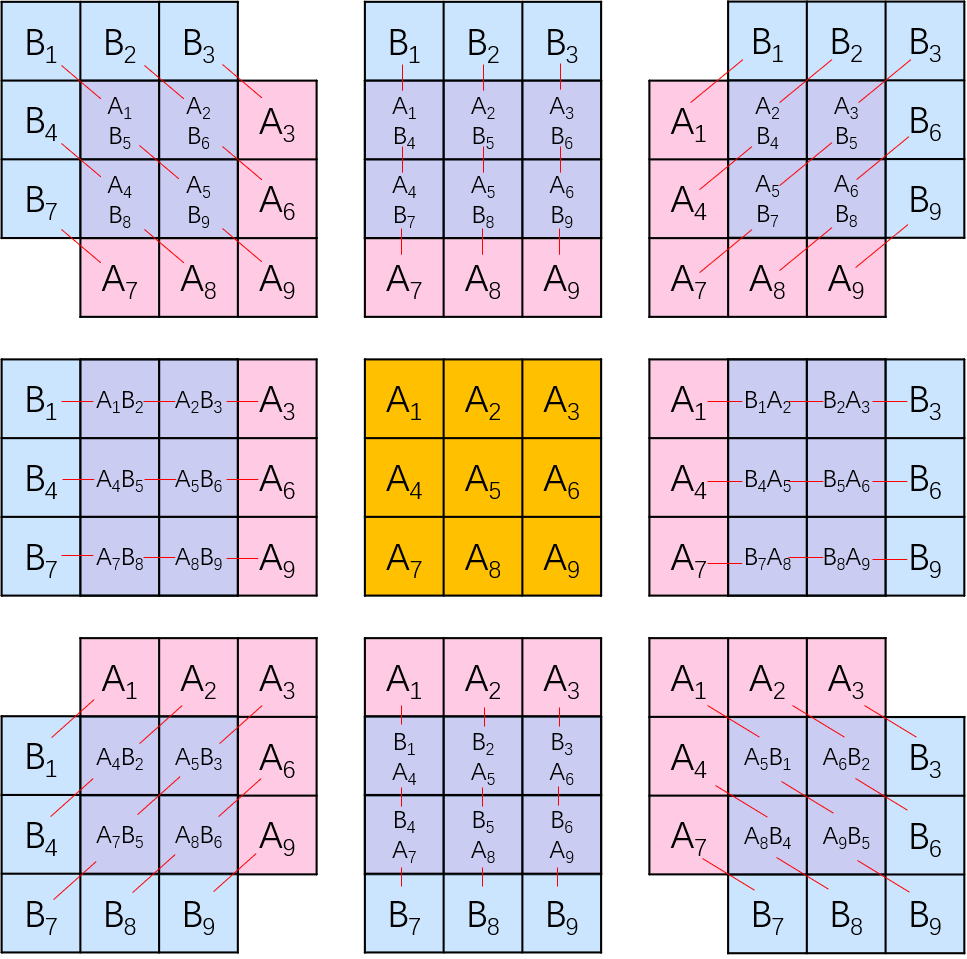 B₁ B₂ B₃ B₁ B₂ B₃ B₁ B₂ B₃
B₄ A₁ A₂ A₃ A₁ A₂ A₃ A₁ A₂ A₃ B₆
B₅ B₆ B₄ B₅ B₆ B₄ B₅
B₇ A₄ A₅ A₆ A₄ A₅ A₆ A₄ A₅ A₆ B₉
B₈ B₉ B₇ B₈ B₉ B₇ B₈
A₇ A₈ A₉ A₇ A₈ A₉ A₇ A₈ A₉
B₁ A₁B₂ A₂B₃ A₃ A₁ A₂ A₃ A₁ B₁A₂ B₂A₃ B₃
B₄ A₄B₅ A₅B₆ A₆ A₄ A₅ A₆ A₄ B₄A₅ B₅A₆ B₆
B₇ A₇B₈ A₈B₉ A₉ A₇ A₈ A₉ A₇ B₇A₈ B₈A₉ B₉
A₁ A₂ A₃ A₁ A₂ A₃ A₁ A₂ A₃
B₁ A₄B₂ A₅B₃ A₆ B₁ B₂ B₃ A₄ A₅B₁ A₆B₂ B₃
A₄ A₅ A₆
B₄ A₇B₅ A₈B₆ A₉ B₄ B₅ B₆ A₇ A₈B₄ A₉B₅ B₆
A₇ A₈ A₉
B₇ B₈ B₉ B₇ B₈ B₉ B₇ B₈ B₉